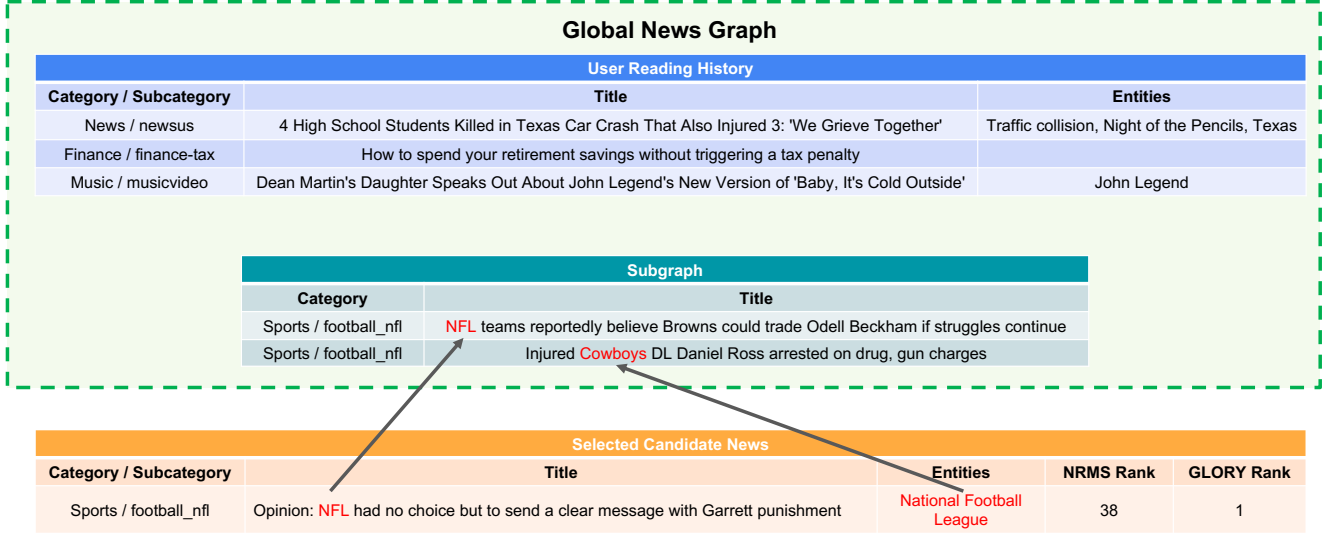 Global News Graph
User Reading History
Category / Subcategory Title Entities
News / newsus 4 High School Students Killed in Texas Car Crash That Also Injured 3: 'We Grieve Together' Traffic collision, Night of the Pencils, Texas
Finance / finance-tax How to spend your retirement savings without triggering a tax penalty
Music / musicvideo Dean Martin's Daughter Speaks Out About John Legend's New Version of 'Baby, It's Cold Outside' John Legend
Subgraph
Category Title
Sports / football_nfl NFL teams reportedly believe Browns could trade Odell Beckham if struggles continue
Sports / football_nfl Injured Cowboys DL Daniel Ross arrested on drug, gun charges
Selected Candidate News
Category / Subcategory Title Entities NRMS Rank GLORY Rank
Sports / football_nfl Opinion: NFL had no choice but to send a clear message with Garrett punishment National Football League 38 1